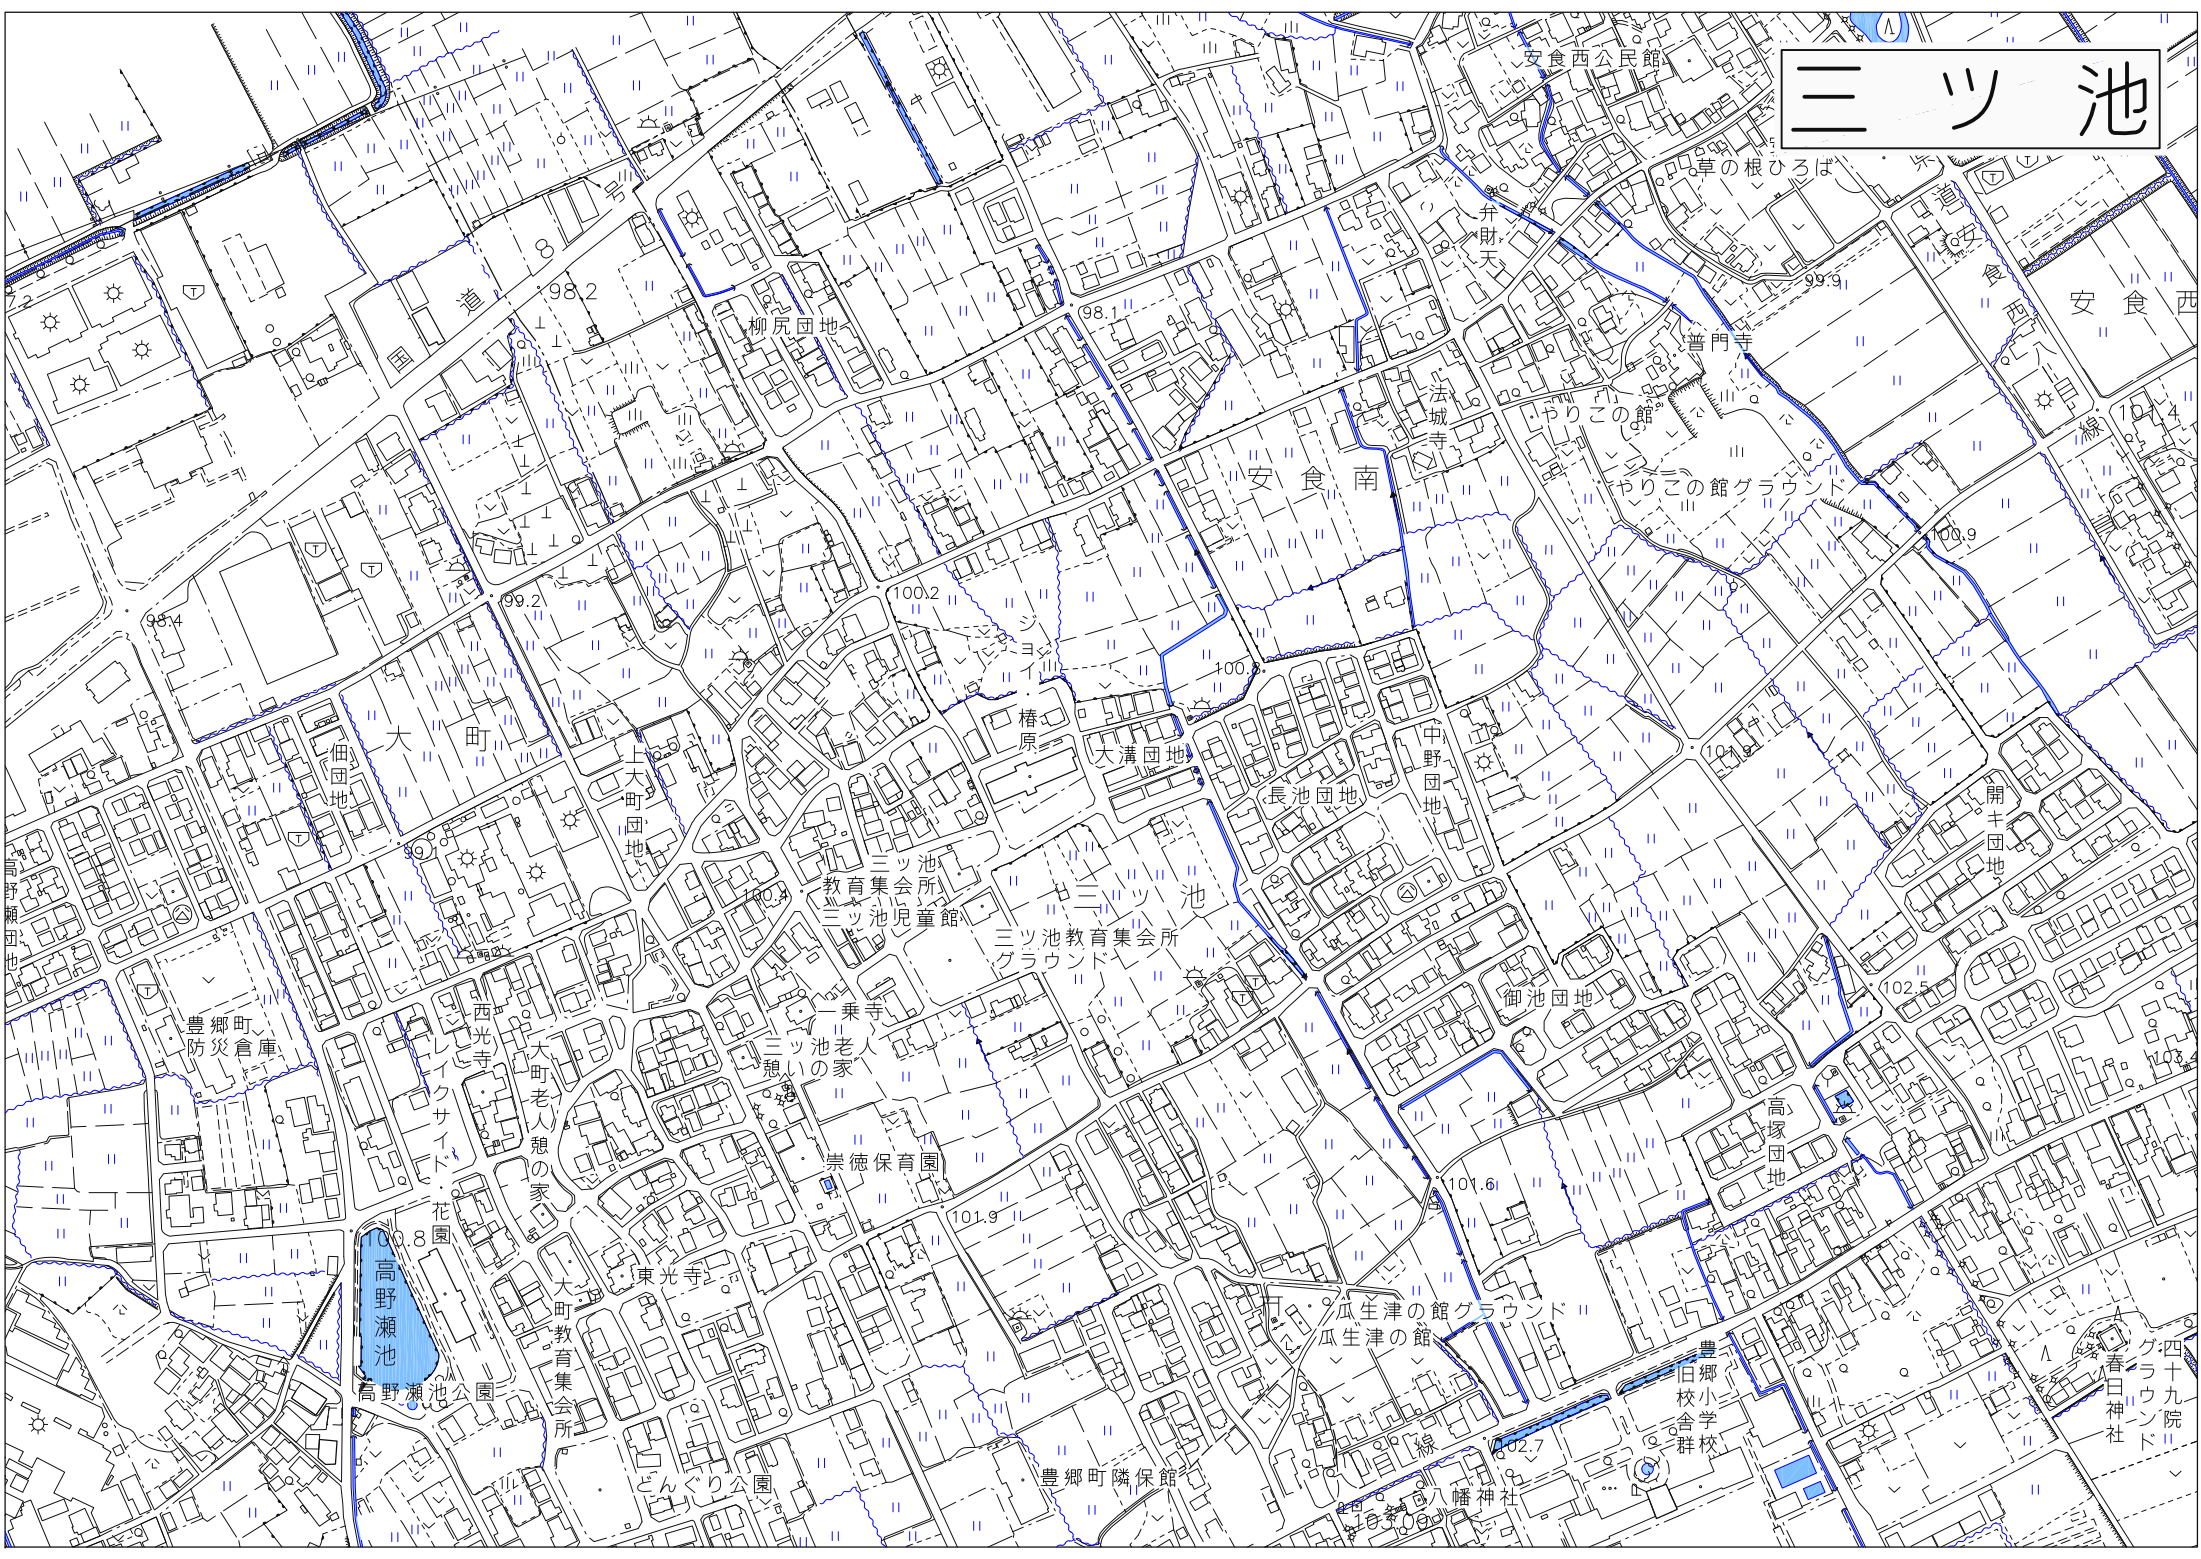 三ツ池
安食西公民館
草の根ひろば
弁財天
99.9
安食西
国道8
98.2
柳尻団地
98.1
普門寺
法城寺
やりこの館
101.4
安食南
やりこの館グラウンド
100.9
98.4
99.2
100.2
ジョイ・椿原
100.8
大町
佃団地
上大町団地
大溝団地
長池団地
中野団地
101.9
開キ団地
高野瀬団地
99.1
100.4
三ッ池
教育集会所
三ッ池児童館
三ツ池
三ツ池教育集会所
グラウンド
102.5
御池団地
豊郷町
防災倉庫
西光寺
一乗寺
三ッ池老人
憩いの家
103.4
レイクサイド・花園
大町老人憩の家
高塚団地
崇徳保育園
101.9
101.6
100.8
高野瀬池
高野瀬池公園
東光寺
大町教育集会所
瓜生津の館グラウンド
瓜生津の館
豊郷小学校
旧校舎群
春日神社
四十九院
グラウンド
線
102.7
どんぐり公園
豊郷町隣保館
八幡神社
103.09